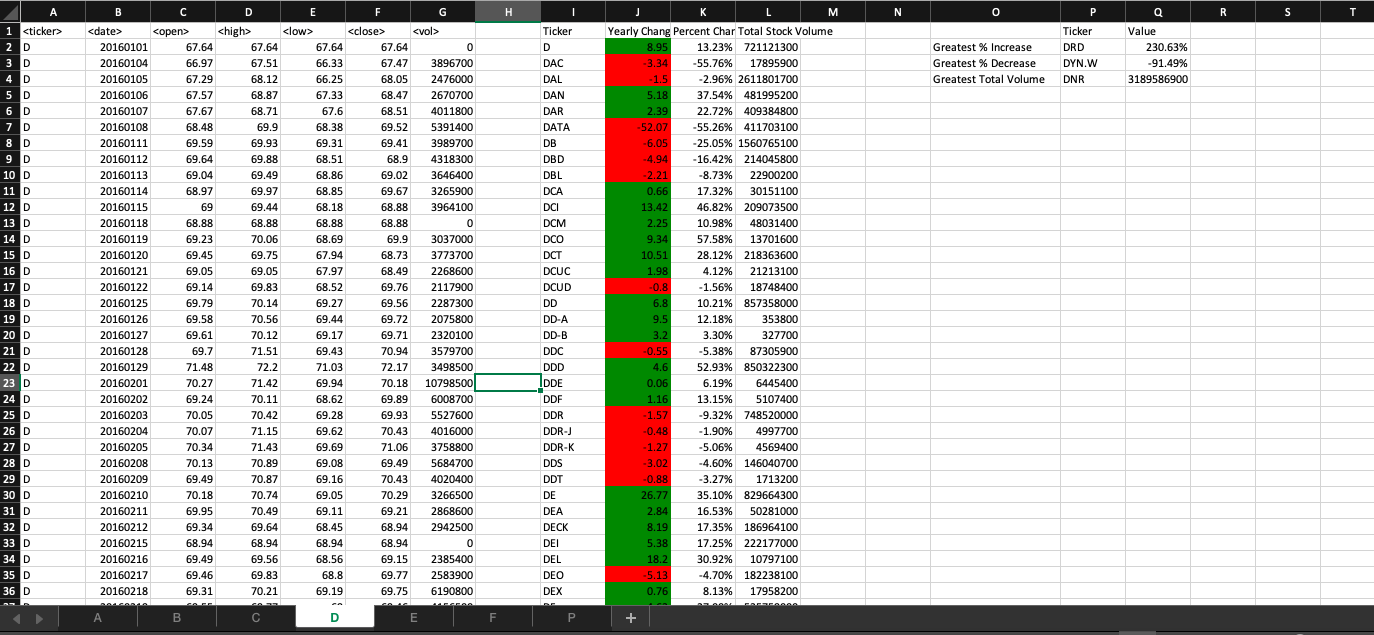 A B C D E F G H I J K L M N O P Q R S T
1 <ticker> <date> <open> <high> <low> <close> <vol> Ticker Yearly Chang Percent Char Total Stock Volume Ticker Value
2 D 20160101 67.64 67.64 67.64 67.64 0 D 8.95 13.23% 721121300 Greatest % Increase DRD 230.63%
3 D 20160104 66.97 67.51 66.33 67.47 3896700 DAC -3.34 -55.76% 17895900 Greatest % Decrease DYN.W -91.49%
4 D 20160105 67.29 68.12 66.25 68.05 2476000 DAL -1.5 -2.96% 2611801700 Greatest Total Volume DNR 3189586900
5 D 20160106 67.57 68.87 67.33 68.47 2670700 DAN 5.18 37.54% 481995200
6 D 20160107 67.67 68.71 67.6 68.51 4011800 DAR 2.39 22.72% 409384800
7 D 20160108 68.48 69.9 68.38 69.52 5391400 DATA -52.07 -55.26% 411703100
8 D 20160111 69.59 69.93 69.31 69.41 3989700 DB -6.05 -25.05% 1560765100
9 D 20160112 69.64 69.88 68.51 68.9 4318300 DBD -4.94 -16.42% 214045800
10 D 20160113 69.04 69.49 68.86 69.02 3646400 DBL -2.21 -8.73% 22900200
11 D 20160114 68.97 69.97 68.85 69.67 3265900 DCA 0.66 17.32% 30151100
12 D 20160115 69 69.44 68.18 68.88 3964100 DCI 13.42 46.82% 209073500
13 D 20160118 68.88 68.88 68.88 68.88 0 DCM 2.25 10.98% 48031400
14 D 20160119 69.23 70.06 68.69 69.9 3037000 DCO 9.34 57.58% 13701600
15 D 20160120 69.45 69.75 67.94 68.73 3773700 DCT 10.51 28.12% 218363600
16 D 20160121 69.05 69.05 67.97 68.49 2268600 DCUC 1.98 4.12% 21213100
17 D 20160122 69.14 69.83 68.52 69.76 2117900 DCUD -0.8 -1.56% 18748400
18 D 20160125 69.79 70.14 69.27 69.56 2287300 DD 6.8 10.21% 857358000
19 D 20160126 69.58 70.56 69.44 69.72 2075800 DD-A 9.5 12.18% 353800
20 D 20160127 69.61 70.12 69.17 69.71 2320100 DD-B 3.2 3.30% 327700
21 D 20160128 69.7 71.51 69.43 70.94 3579700 DDC -0.55 -5.38% 87305900
22 D 20160129 71.48 72.2 71.03 72.17 3498500 DDD 4.6 52.93% 850322300
23 D 20160201 70.27 71.42 69.94 70.18 10798500 DDE 0.06 6.19% 6445400
24 D 20160202 69.24 70.11 68.62 69.89 6008700 DDF 1.16 13.15% 5107400
25 D 20160203 70.05 70.42 69.28 69.93 5527600 DDR -1.57 -9.32% 748520000
26 D 20160204 70.07 71.15 69.62 70.43 4016000 DDR-J -0.48 -1.90% 4997700
27 D 20160205 70.34 71.43 69.69 71.06 3758800 DDR-K -1.27 -5.06% 4569400
28 D 20160208 70.13 70.89 69.08 69.49 5684700 DDS -3.02 -4.60% 146040700
29 D 20160209 69.49 70.87 69.16 70.43 4020400 DDT -0.88 -3.27% 1713200
30 D 20160210 70.18 70.74 69.05 70.29 3266500 DE 26.77 35.10% 829664300
31 D 20160211 69.95 70.49 69.11 69.21 2868600 DEA 2.84 16.53% 50281000
32 D 20160212 69.34 69.64 68.45 68.94 2942500 DECK 8.19 17.35% 186964100
33 D 20160215 68.94 68.94 68.94 68.94 0 DEI 5.38 17.25% 222177000
34 D 20160216 69.49 69.56 68.56 69.15 2385400 DEL 18.2 30.92% 10797100
35 D 20160217 69.46 69.83 68.8 69.77 2583900 DEO -5.13 -4.70% 182238100
36 D 20160218 69.31 70.21 69.19 69.75 6190800 DEX 0.76 8.13% 17958200
A B C D E F P +